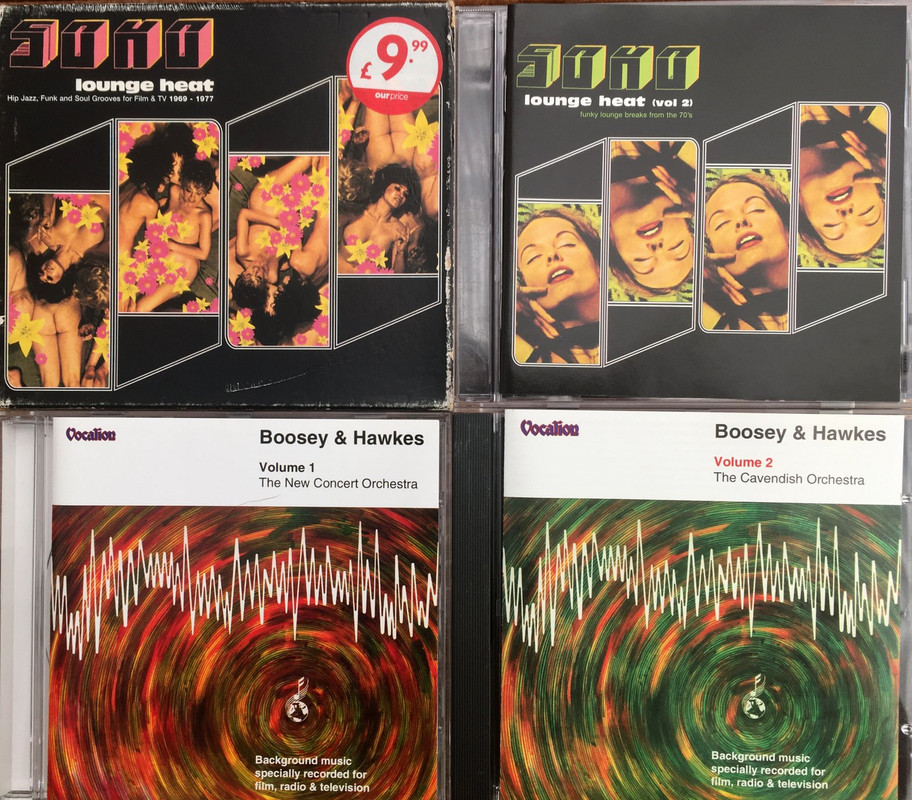 SOHO
lounge heat
Hip Jazz, Funk and Soul Grooves for Film & TV 1969 - 1977
£9.99
ourprice
SOHO
lounge heat (vol 2)
funky lounge breaks from the 70's
Vocalion
Boosey & Hawkes
Volume 1
The New Concert Orchestra
Background music
specially recorded for
film, radio & television
Vocalion
Boosey & Hawkes
Volume 2
The Cavendish Orchestra
Background music
specially recorded for
film, radio & television